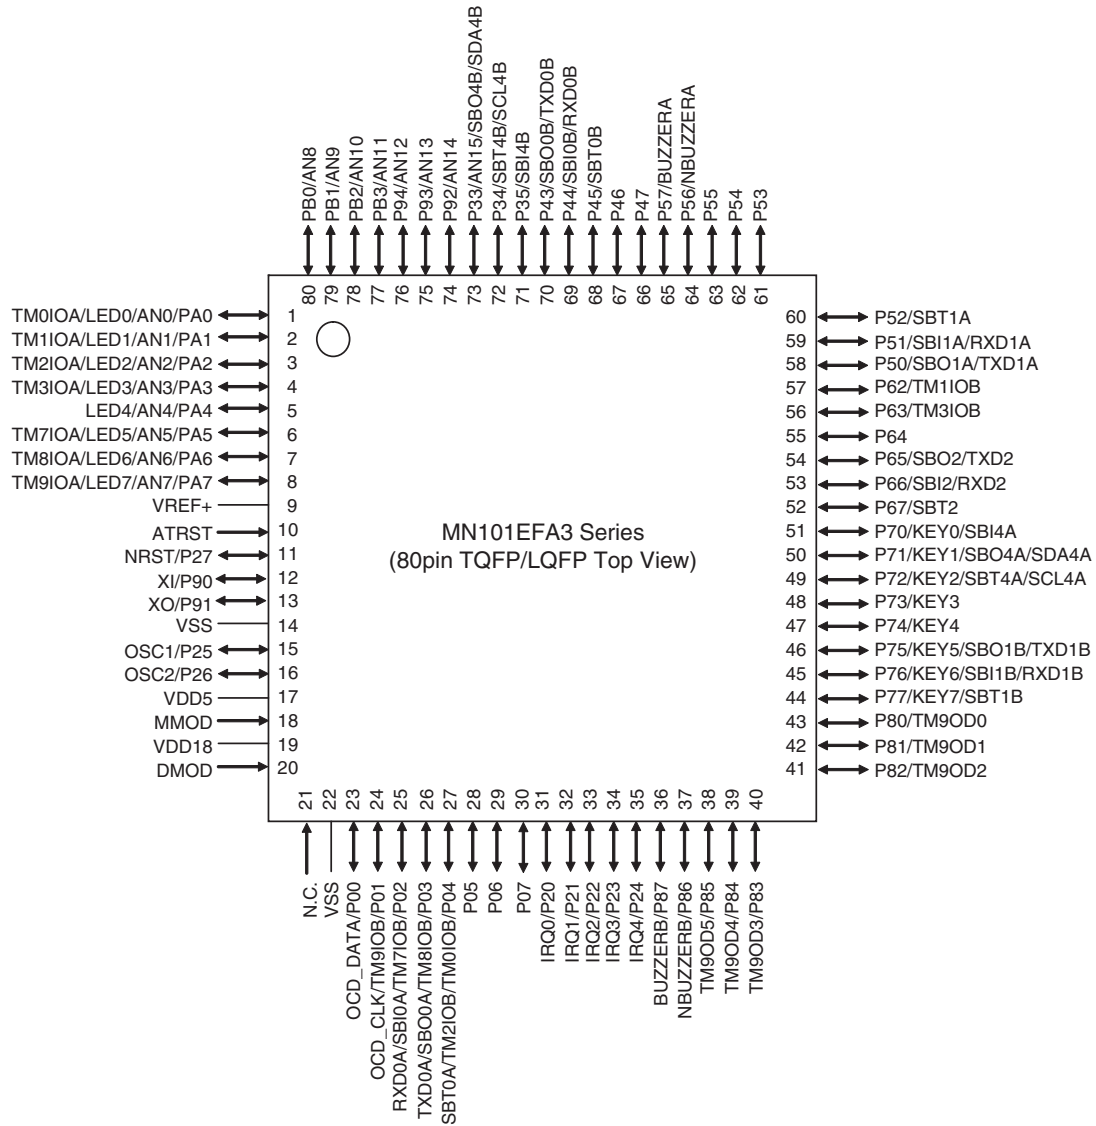 PB0/AN8
PB1/AN9
PB2/AN10
PB3/AN11
P94/AN12
P93/AN13
P92/AN14
P33/AN15/SBO4B/SDA4B
P34/SBT4B/SCL4B
P35/SBI4B
P43/SBO0B/TXD0B
P44/SBI0B/RXD0B
P45/SBT0B
P46
P47
P57/BUZZERA
P56/NBUZZERA
P55
P54
P53
80 79 78 77 76 75 74 73 72 71 70 69 68 67 66 65 64 63 62 61
TM0IOA/LED0/AN0/PA0 1
TM1IOA/LED1/AN1/PA1 2
TM2IOA/LED2/AN2/PA2 3
TM3IOA/LED3/AN3/PA3 4
LED4/AN4/PA4 5
TM7IOA/LED5/AN5/PA5 6
TM8IOA/LED6/AN6/PA6 7
TM9IOA/LED7/AN7/PA7 8
VREF+ 9
ATRST 10
NRST/P27 11
XI/P90 12
XO/P91 13
VSS 14
OSC1/P25 15
OSC2/P26 16
VDD5 17
MMOD 18
VDD18 19
DMOD 20
MN101EFA3 Series
(80pin TQFP/LQFP Top View)
60 P52/SBT1A
59 P51/SBI1A/RXD1A
58 P50/SBO1A/TXD1A
57 P62/TM1IOB
56 P63/TM3IOB
55 P64
54 P65/SBO2/TXD2
53 P66/SBI2/RXD2
52 P67/SBT2
51 P70/KEY0/SBI4A
50 P71/KEY1/SBO4A/SDA4A
49 P72/KEY2/SBT4A/SCL4A
48 P73/KEY3
47 P74/KEY4
46 P75/KEY5/SBO1B/TXD1B
45 P76/KEY6/SBI1B/RXD1B
44 P77/KEY7/SBT1B
43 P80/TM9OD0
42 P81/TM9OD1
41 P82/TM9OD2
21 22 23 24 25 26 27 28 29 30 31 32 33 34 35 36 37 38 39 40
N.C.
VSS
OCD_DATA/P00
OCD_CLK/TM9IOB/P01
RXD0A/SBI0A/TM7IOB/P02
TXD0A/SBO0A/TM8IOB/P03
SBT0A/TM2IOB/TM0IOB/P04
P05
P06
P07
IRQ0/P20
IRQ1/P21
IRQ2/P22
IRQ3/P23
IRQ4/P24
BUZZERB/P87
NBUZZERB/P86
TM9OD5/P85
TM9OD4/P84
TM9OD3/P83